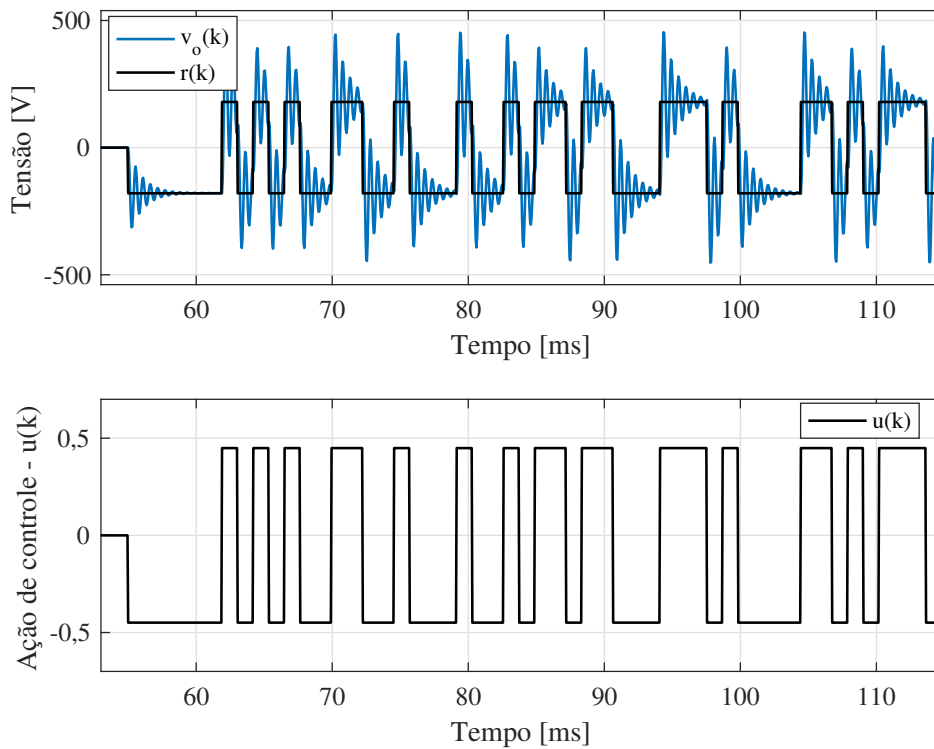 500
v_o(k)
r(k)
0
-500
Tensão [V]
60 70 80 90 100 110
Tempo [ms]
u(k)
0,5
0
-0,5
Ação de controle - u(k)
60 70 80 90 100 110
Tempo [ms]